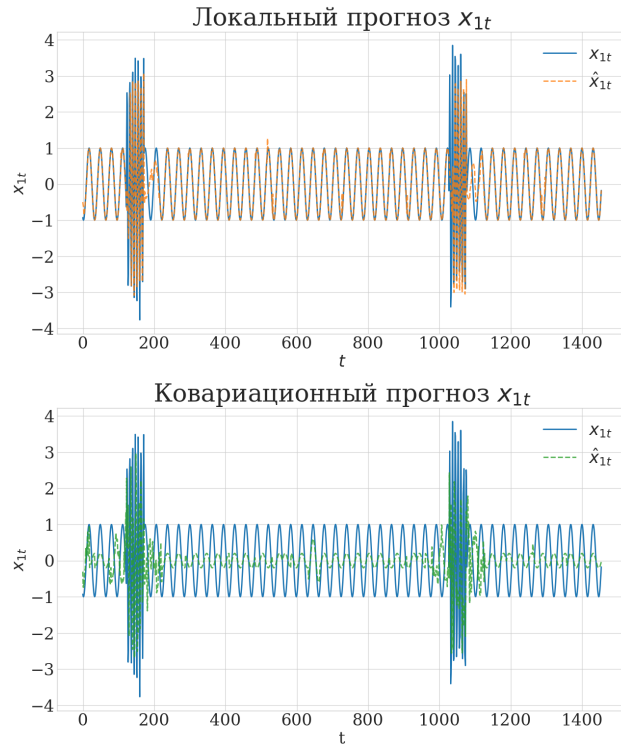 Локальный прогноз x₁ₜ
4
3
2
1
0
−1
−2
−3
−4
x₁ₜ
x₁ₜ
x̂₁ₜ
0 200 400 600 800 1000 1200 1400
t
Ковариационный прогноз x₁ₜ
4
3
2
1
0
−1
−2
−3
−4
x₁ₜ
x₁ₜ
x̂₁ₜ
0 200 400 600 800 1000 1200 1400
t